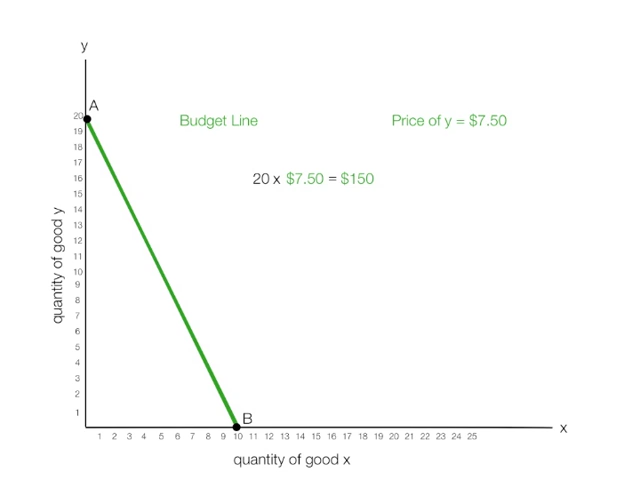 y
A
Budget Line
Price of y = $7.50
20 x $7.50 = $150
quantity of good y
20
19
18
17
16
15
14
13
12
11
10
9
8
7
6
5
4
3
2
1
B
1 2 3 4 5 6 7 8 9 10 11 12 13 14 15 16 17 18 19 20 21 22 23 24 25
x
quantity of good x